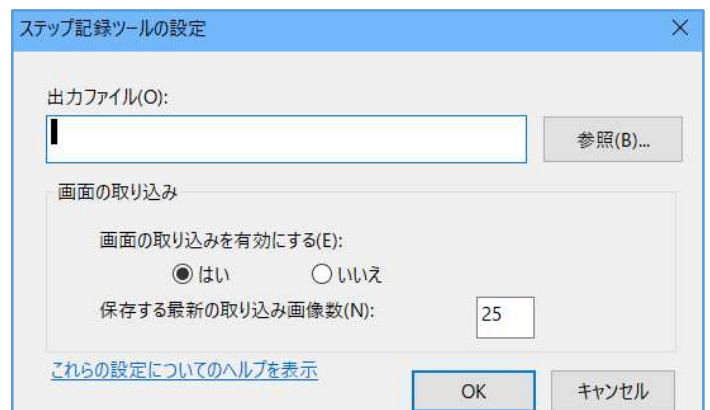 ステップ記録ツールの設定
出力ファイル(O):
参照(B)...
画面の取り込み
画面の取り込みを有効にする(E):
はい いいえ
保存する最新の取り込み画像数(N): 25
これらの設定についてのヘルプを表示
OK キャンセル